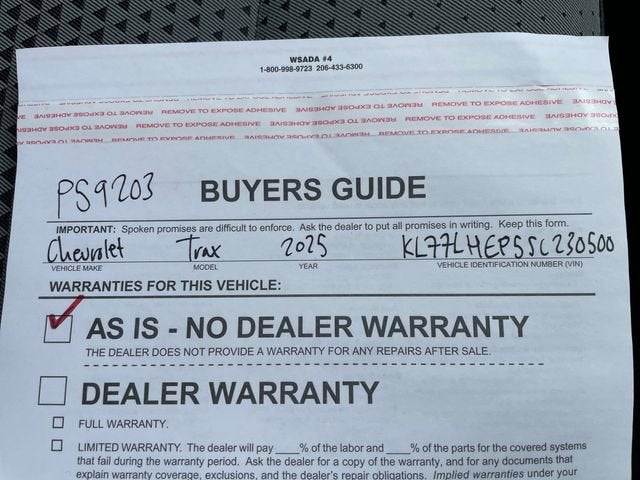 WSADA #4
1-800-998-9723 206-433-6300
REMOVE TO EXPOSE ADHESIVE REMOVE TO EXPOSE ADHESIVE REMOVE TO EXPOSE ADHESIVE
REMOVE TO EXPOSE ADHESIVE REMOVE TO EXPOSE ADHESIVE REMOVE TO EXPOSE ADHESIVE
PS9203 BUYERS GUIDE
IMPORTANT: Spoken promises are difficult to enforce. Ask the dealer to put all promises in writing. Keep this form.
Chevrolet Trax 2025 KL77LHEP5SC230500
VEHICLE MAKE MODEL YEAR VEHICLE IDENTIFICATION NUMBER (VIN)
WARRANTIES FOR THIS VEHICLE:
AS IS - NO DEALER WARRANTY
THE DEALER DOES NOT PROVIDE A WARRANTY FOR ANY REPAIRS AFTER SALE.
DEALER WARRANTY
FULL WARRANTY.
LIMITED WARRANTY. The dealer will pay ____% of the labor and ____% of the parts for the covered systems
that fail during the warranty period. Ask the dealer for a copy of the warranty, and for any documents that
explain warranty coverage, exclusions, and the dealer's repair obligations. Implied warranties under your